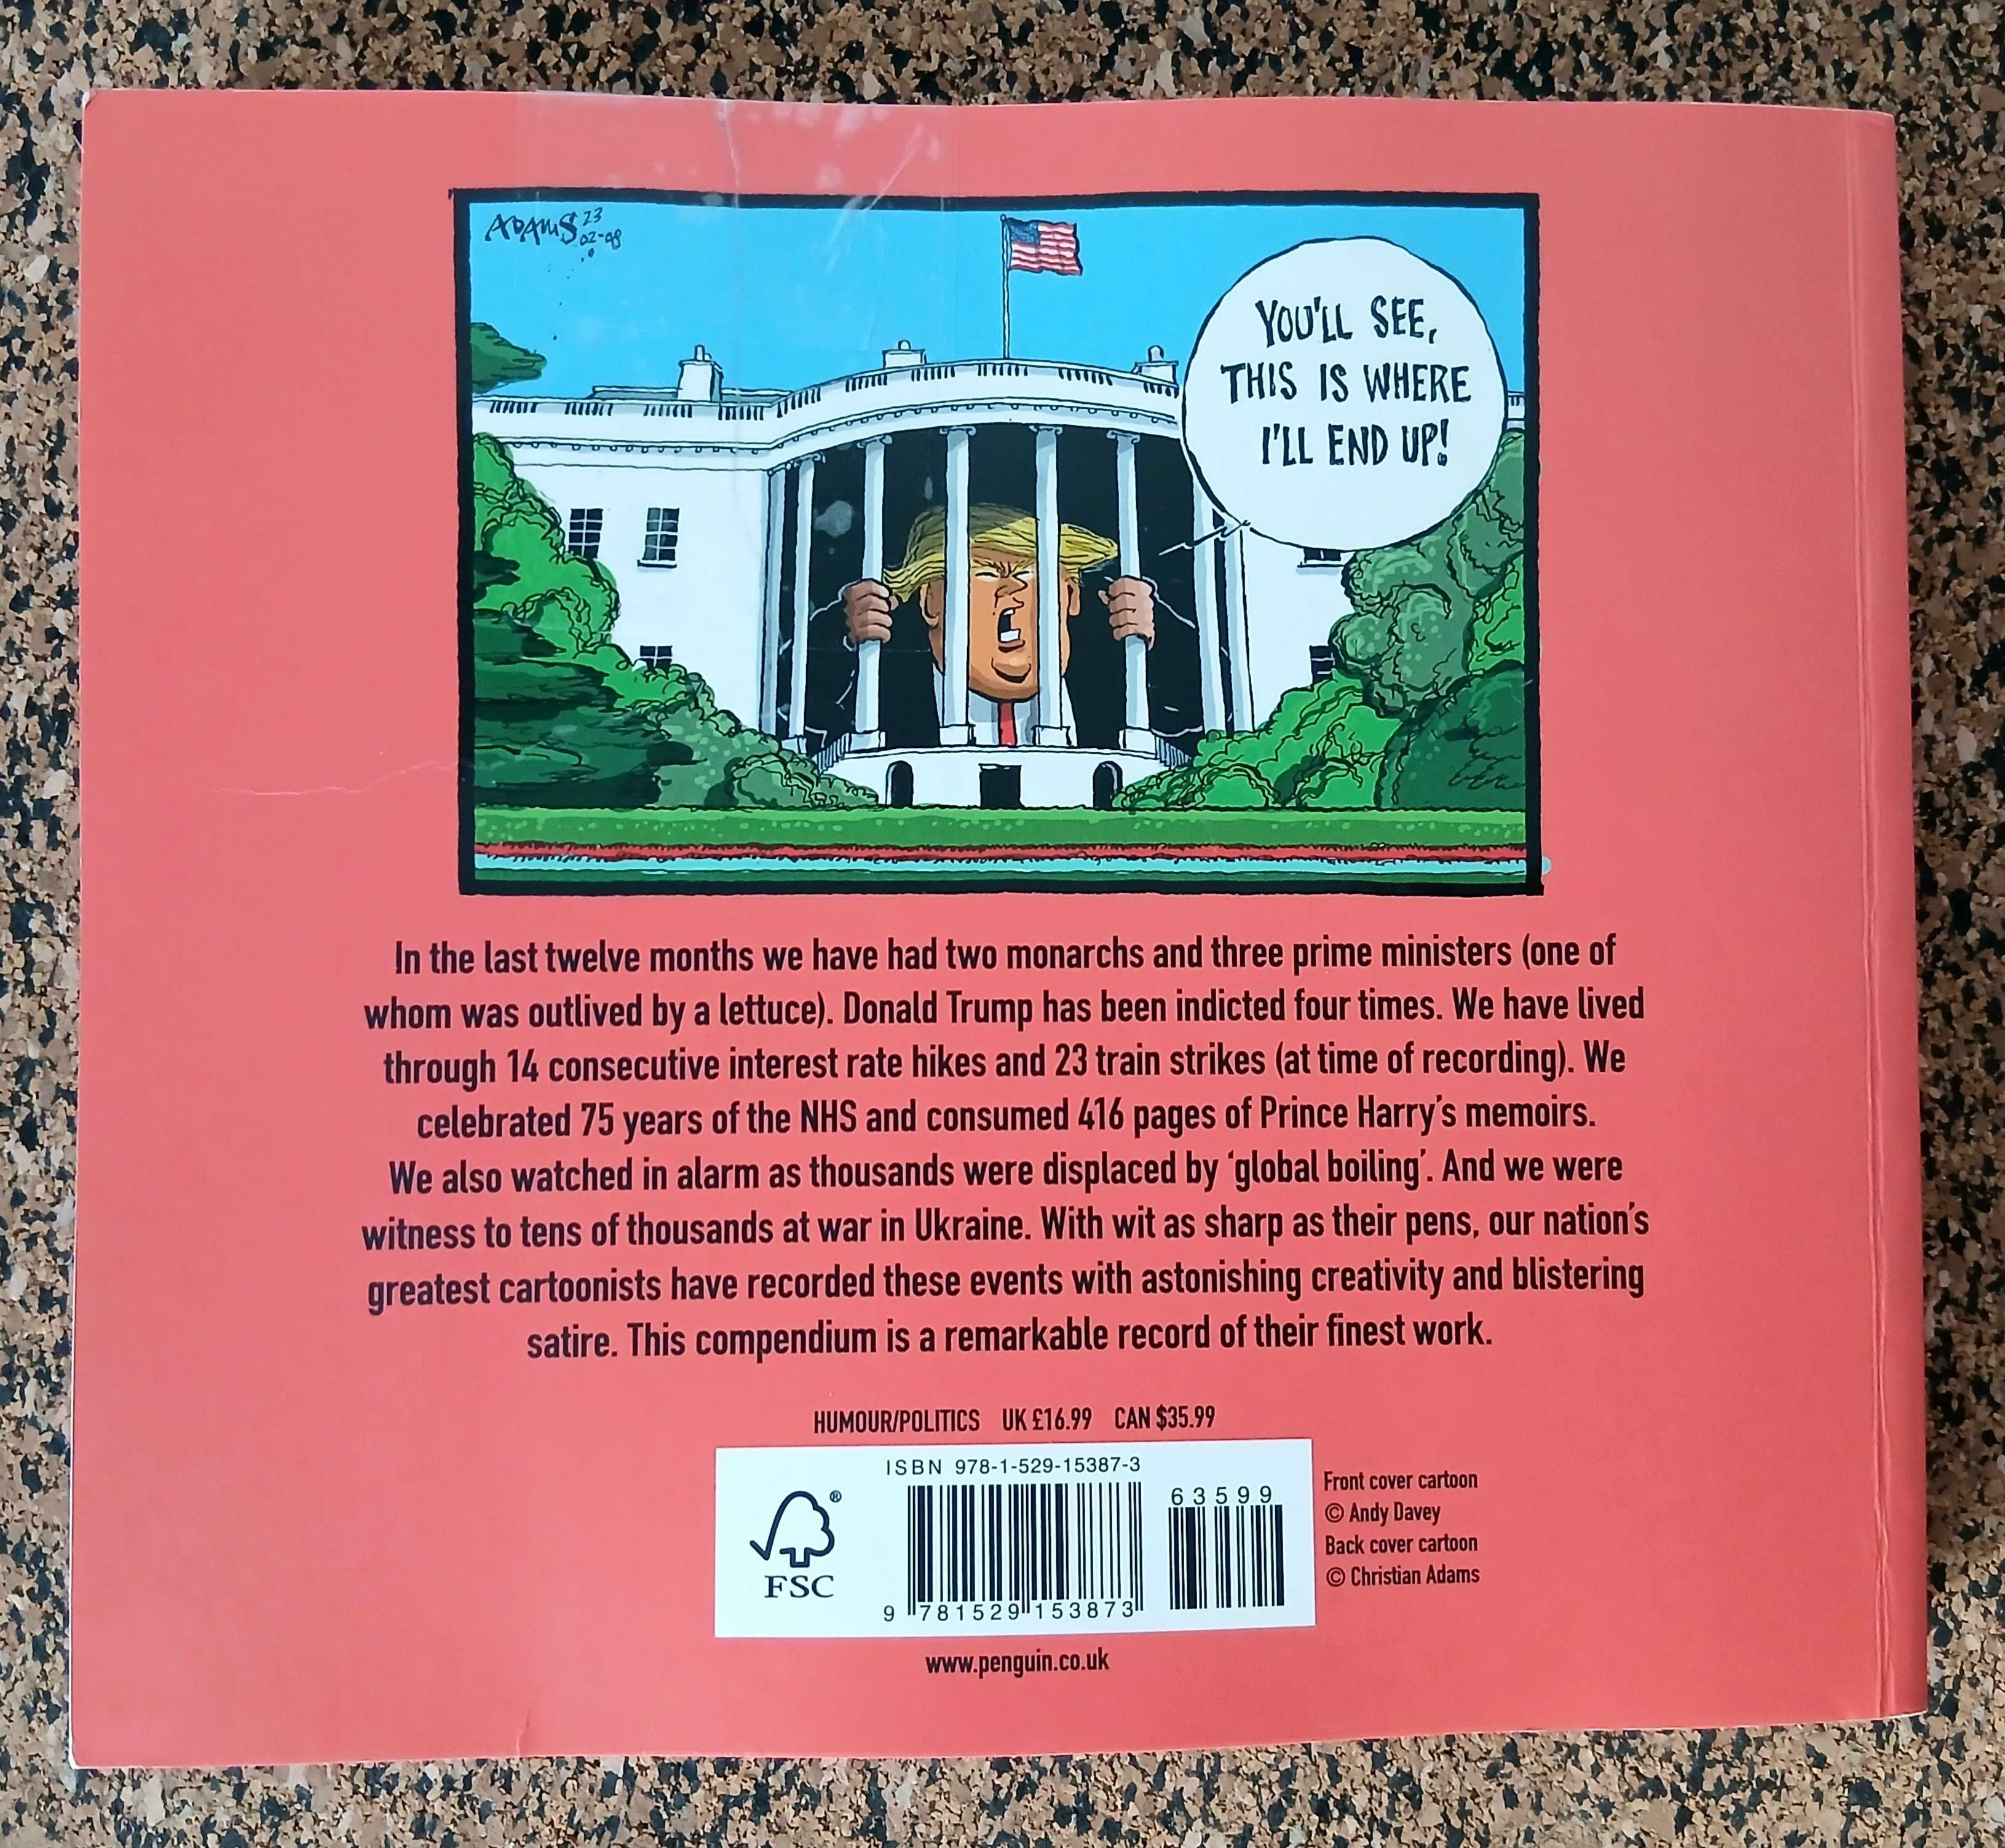 ADAMS 23
02-08
YOU'LL SEE,
THIS IS WHERE
I'LL END UP!
In the last twelve months we have had two monarchs and three prime ministers (one of
whom was outlived by a lettuce). Donald Trump has been indicted four times. We have lived
through 14 consecutive interest rate hikes and 23 train strikes (at time of recording). We
celebrated 75 years of the NHS and consumed 416 pages of Prince Harry's memoirs.
We also watched in alarm as thousands were displaced by ‘global boiling’. And we were
witness to tens of thousands at war in Ukraine. With wit as sharp as their pens, our nation's
greatest cartoonists have recorded these events with astonishing creativity and blistering
satire. This compendium is a remarkable record of their finest work.
HUMOUR/POLITICS UK £16.99 CAN $35.99
ISBN 978-1-529-15387-3
63599
®
FSC
9 781529 153873
Front cover cartoon
© Andy Davey
Back cover cartoon
© Christian Adams
www.penguin.co.uk